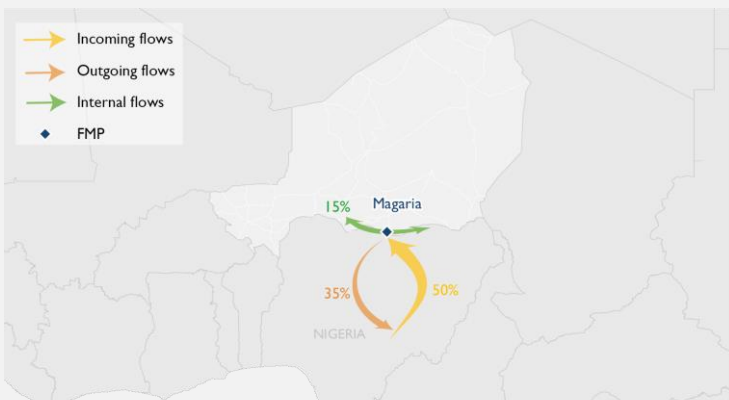 Incoming flows
Outgoing flows
Internal flows
FMP
15%
Magaria
35%
50%
NIGERIA